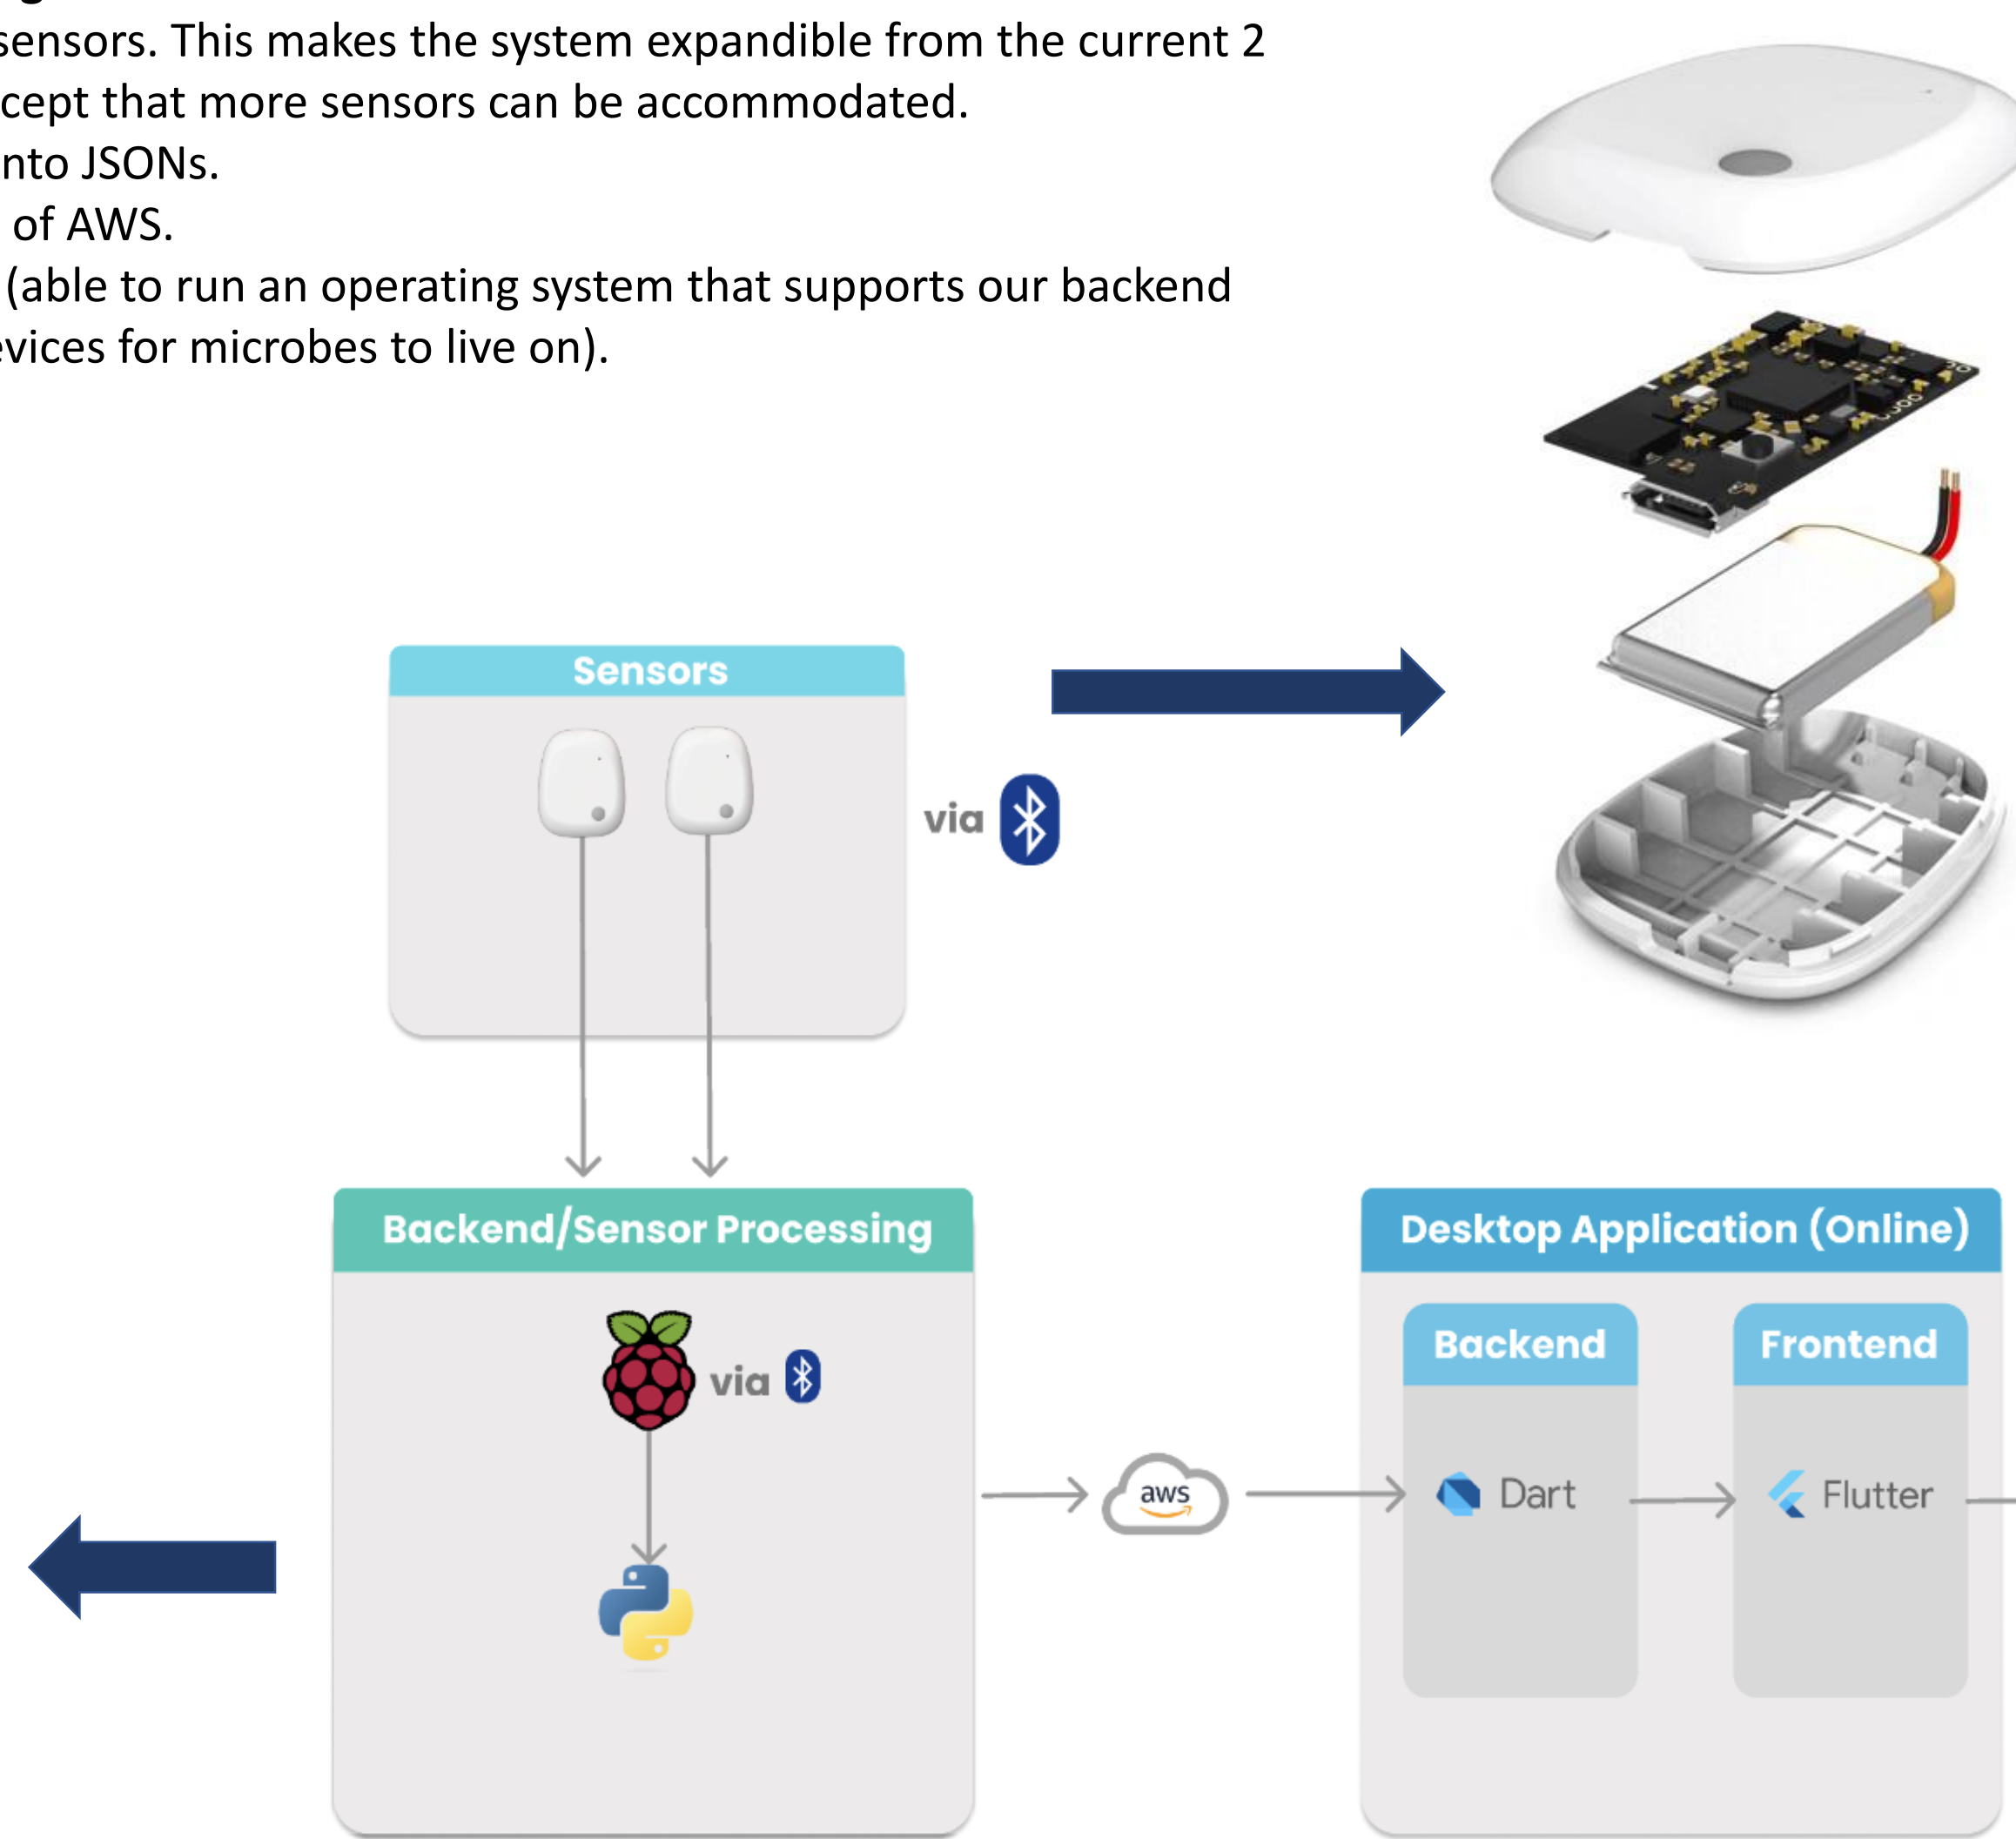 sensors. This makes the system expandible from the current 2
cept that more sensors can be accommodated.
nto JSONs.
of AWS.
(able to run an operating system that supports our backend
evices for microbes to live on).
Sensors
via
Backend/Sensor Processing
via
aws
Desktop Application (Online)
Backend
Frontend
Dart
Flutter